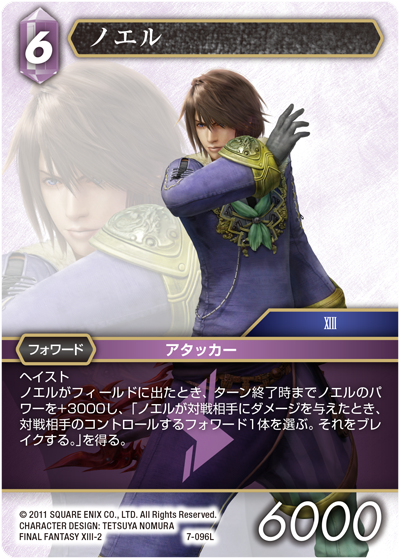 6
ノエル
XIII
フォワード
アタッカー
ヘイスト
ノエルがフィールドに出たとき、ターン終了時までノエルのパ
ワーを+3000し、「ノエルが対戦相手にダメージを与えたとき、
対戦相手のコントロールするフォワード1体を選ぶ。それをブレ
イクする。」を得る。
© 2011 SQUARE ENIX CO., LTD. All Rights Reserved.
CHARACTER DESIGN: TETSUYA NOMURA
FINAL FANTASY XIII-2
7-096L
6000